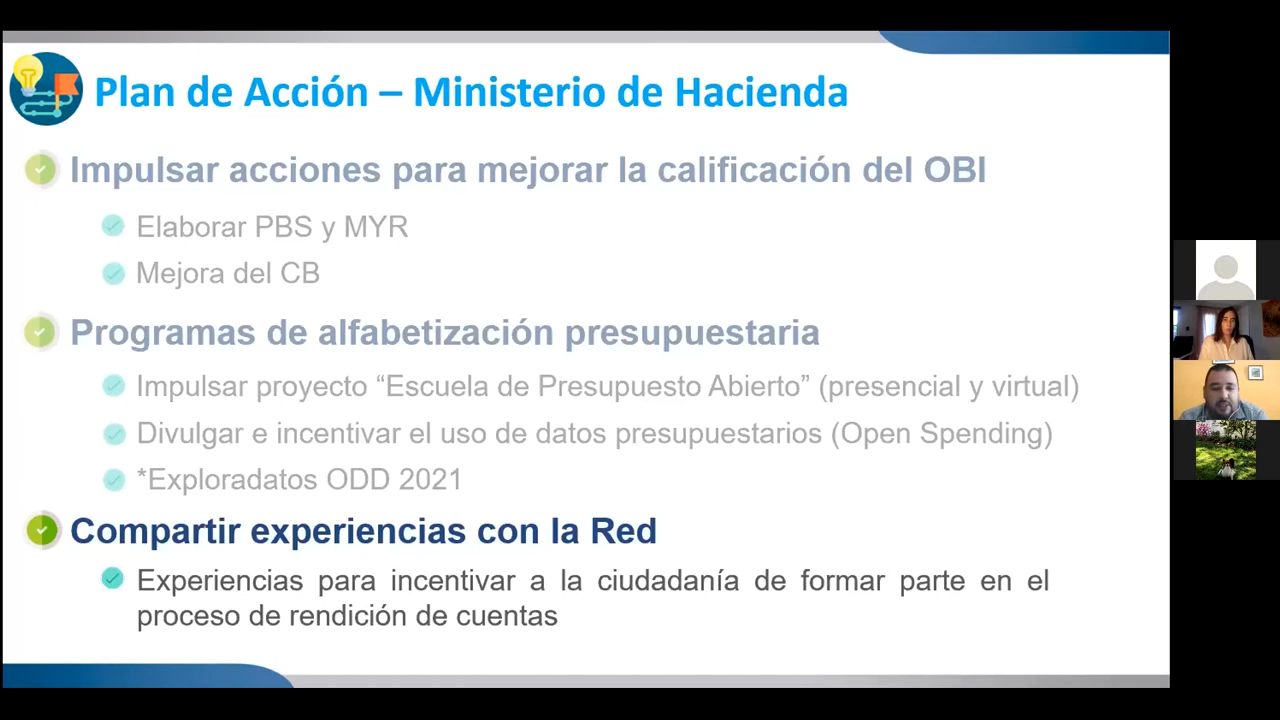 Plan de Acción – Ministerio de Hacienda
Impulsar acciones para mejorar la calificación del OBI
Elaborar PBS y MYR
Mejora del CB
Programas de alfabetización presupuestaria
Impulsar proyecto “Escuela de Presupuesto Abierto” (presencial y virtual)
Divulgar e incentivar el uso de datos presupuestarios (Open Spending)
*Exploradatos ODD 2021
Compartir experiencias con la Red
Experiencias para incentivar a la ciudadanía de formar parte en el
proceso de rendición de cuentas